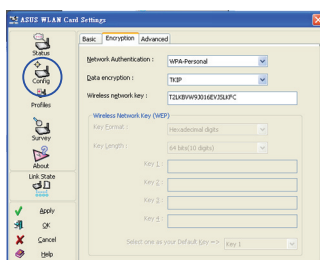 ASUS WLAN Card Settings
Status
Config
Profiles
Survey
About
Link State
Apply
OK
Cancel
Help
Basic Encryption Advanced
Network Authentication : WPA-Personal
Data encryption : TKIP
Wireless network key : T2LKBVW9J016EVJSLKFC
Wireless Network Key (WEP)
Key Format : Hexadecimal digits
Key Length : 64 bits(10 digits)
Key 1 :
Key 2 :
Key 3 :
Key 4 :
Select one as your Default Key => Key 1